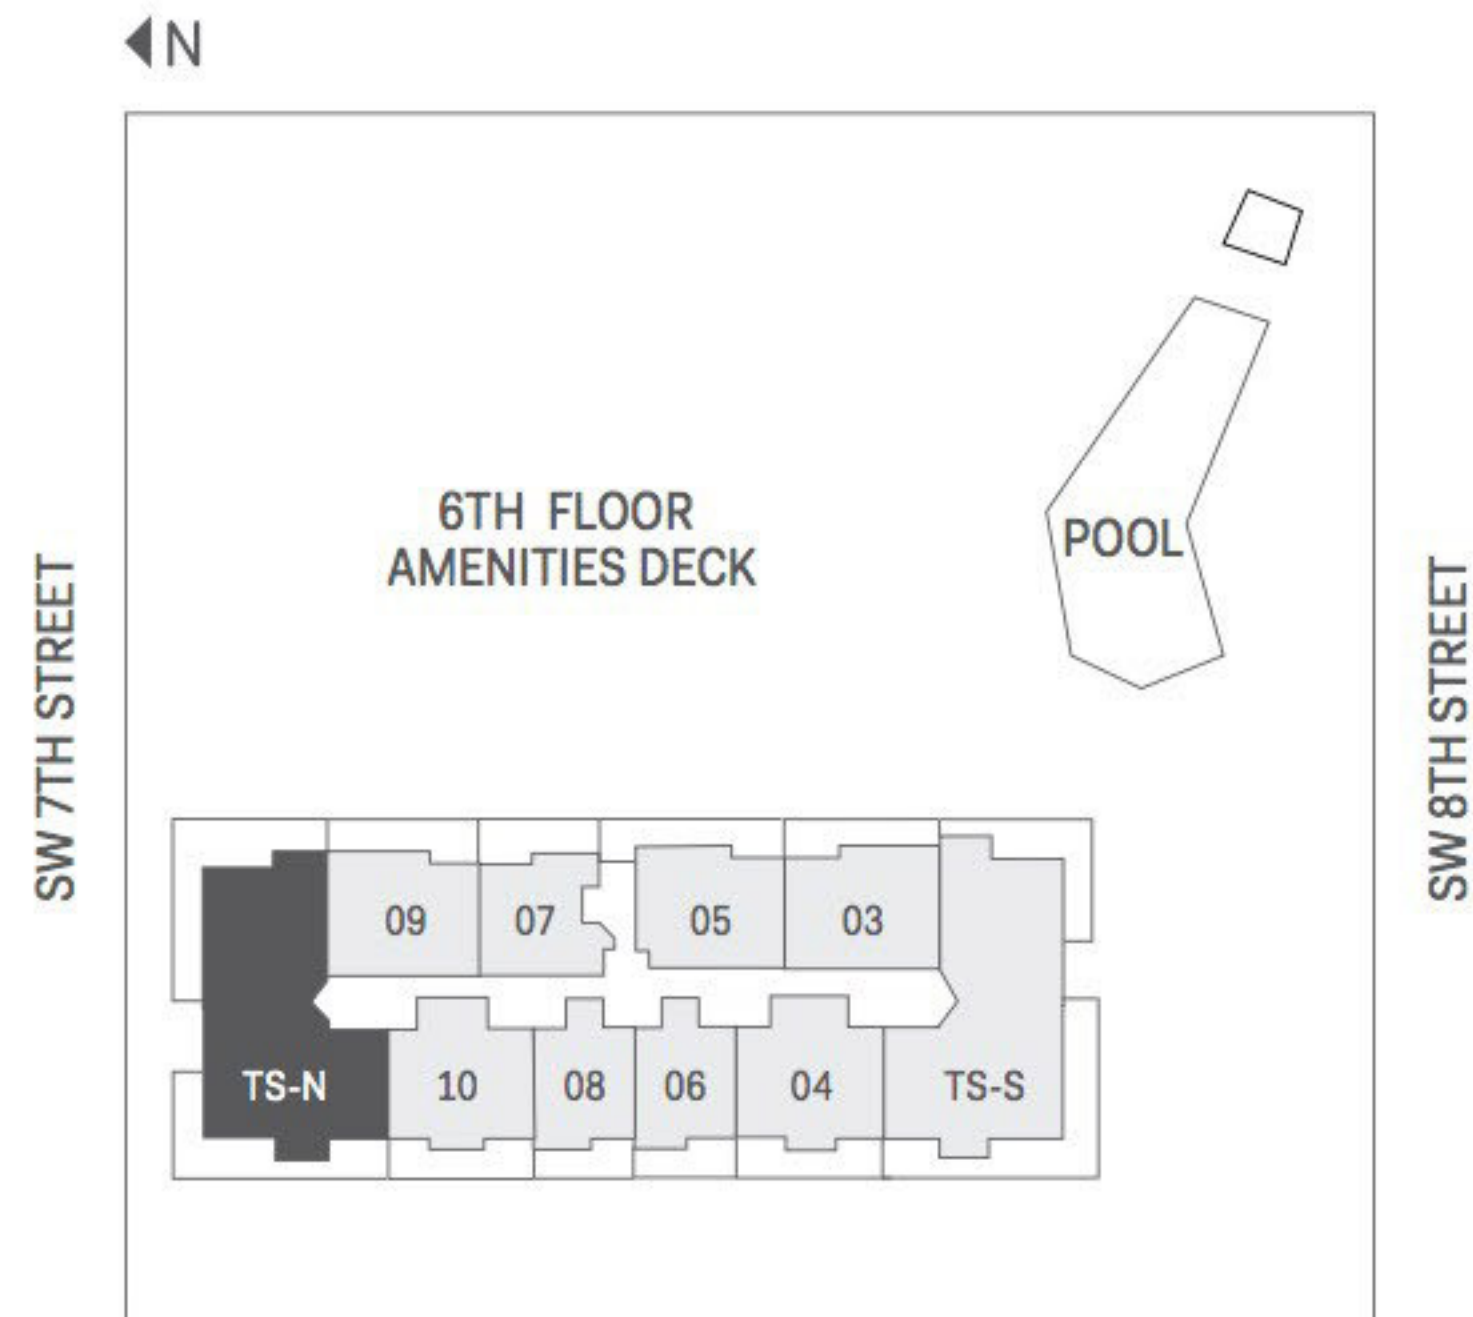 N
6TH FLOOR
AMENITIES DECK
POOL
SW 7TH STREET
SW 8TH STREET
09
07
05
03
TS-N
10
08
06
04
TS-S